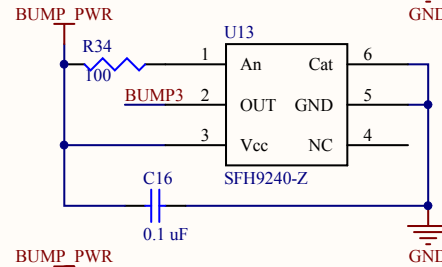 BUMP_PWR
GND
U13
R34
100
1
An
Cat
6
BUMP3
2
OUT
GND
5
3
Vcc
NC
4
C16
SFH9240-Z
0.1 uF
BUMP_PWR
GND